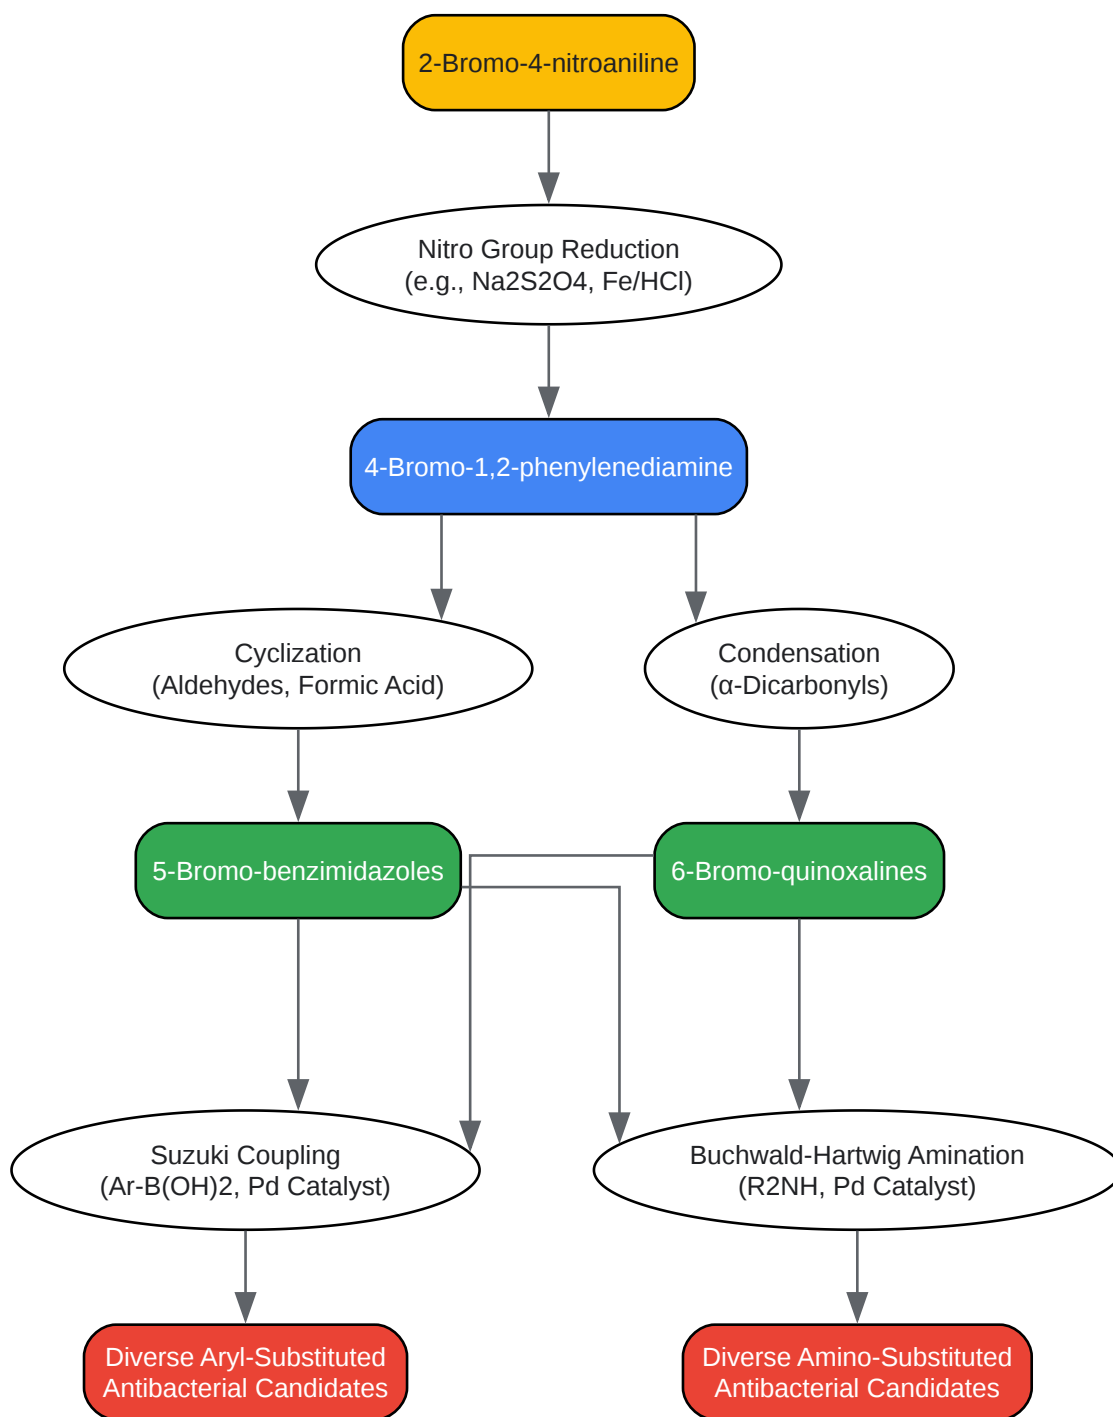 2-Bromo-4-nitroaniline
Nitro Group Reduction
(e.g., Na2S2O4, Fe/HCl)
4-Bromo-1,2-phenylenediamine
Cyclization
(Aldehydes, Formic Acid)
Condensation
(α-Dicarbonyls)
5-Bromo-benzimidazoles
6-Bromo-quinoxalines
Suzuki Coupling
(Ar-B(OH)2, Pd Catalyst)
Buchwald-Hartwig Amination
(R2NH, Pd Catalyst)
Diverse Aryl-Substituted
Antibacterial Candidates
Diverse Amino-Substituted
Antibacterial Candidates